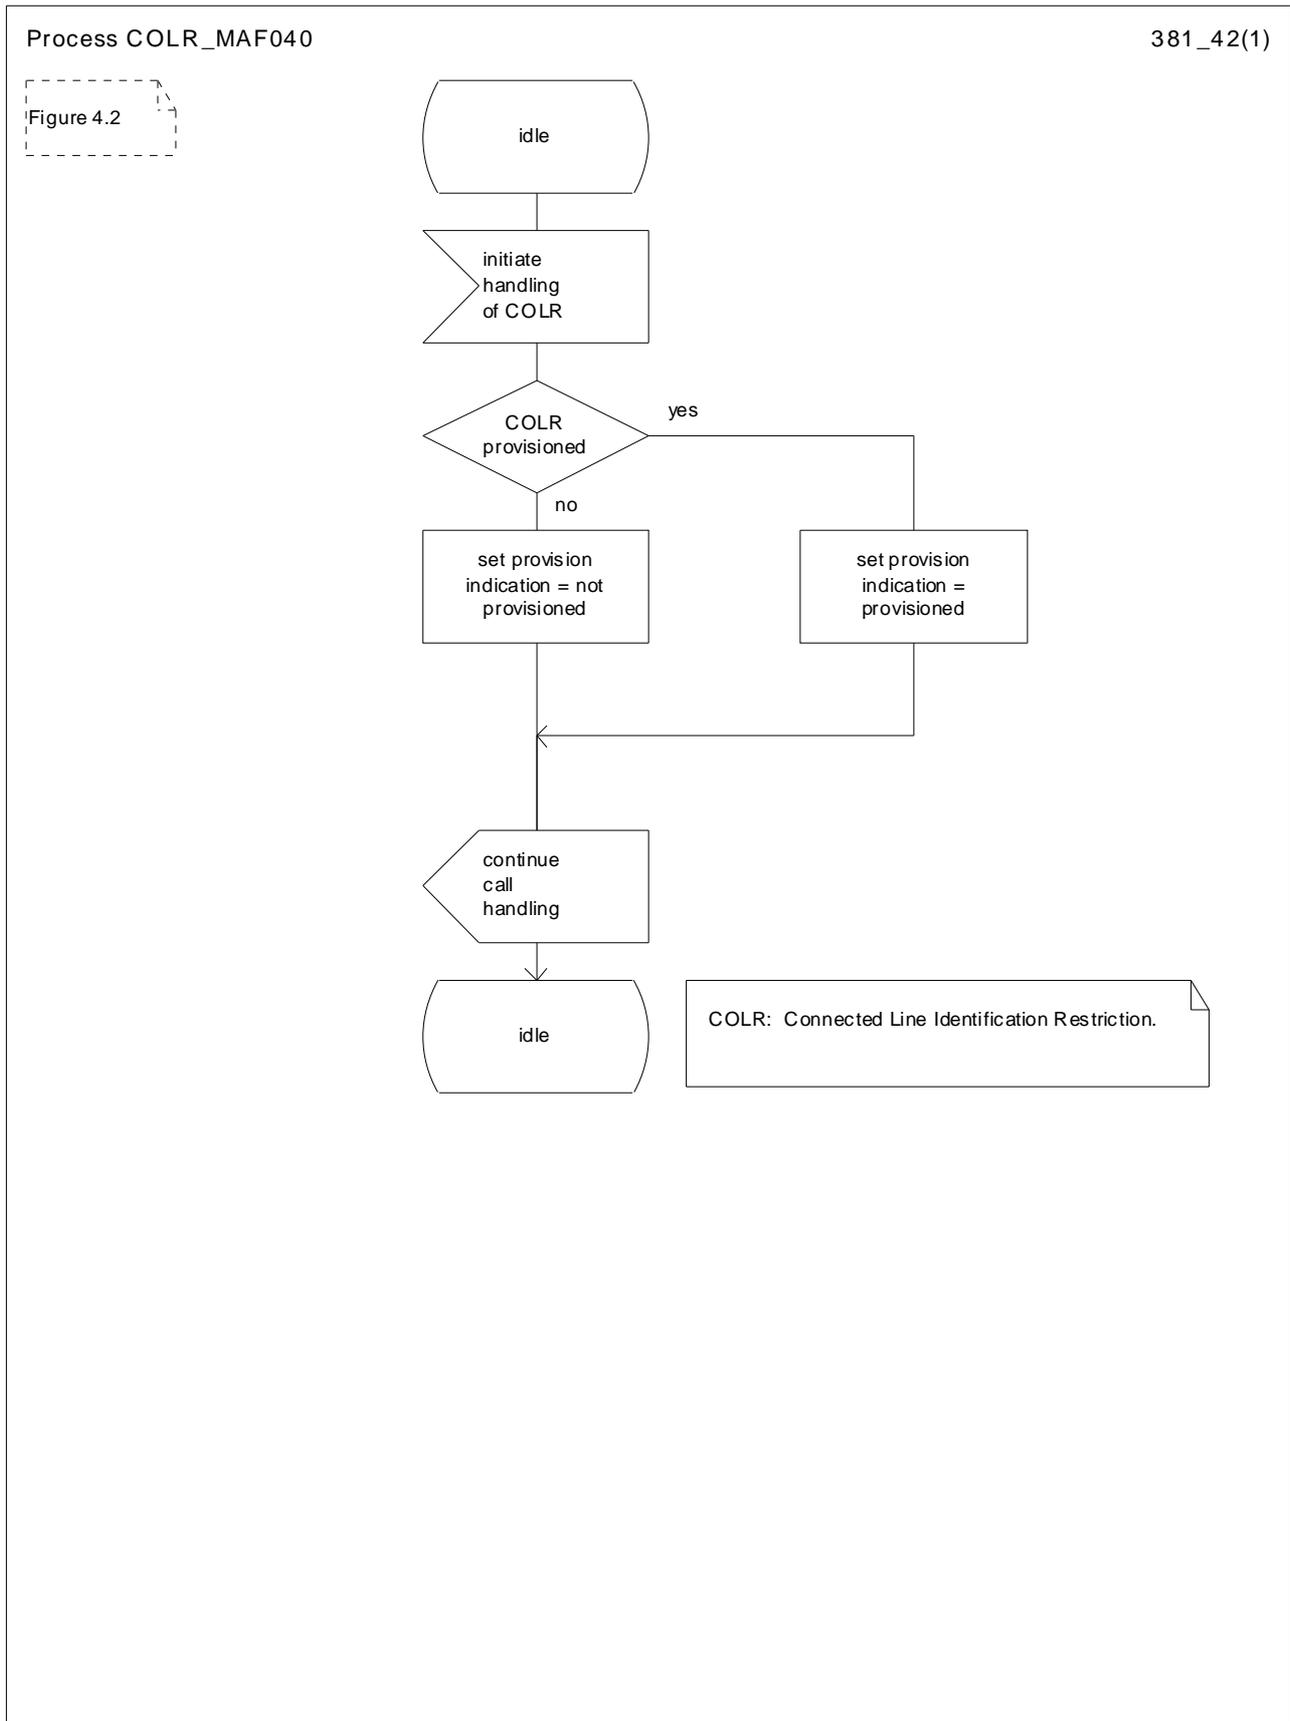 Process COLR_MAF040
381_42(1)
Figure 4.2
idle
initiate
handling
of COLR
COLR
provisioned
yes
no
set provision
indication = not
provisioned
set provision
indication =
provisioned
continue
call
handling
idle
COLR: Connected Line Identification Restriction.